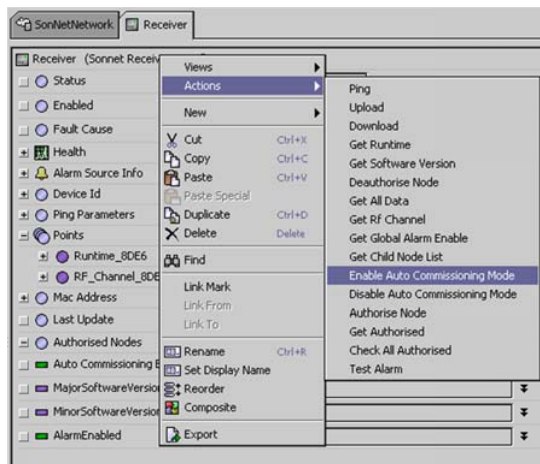 SonNetNetwork
Receiver
Receiver (Sonnet Receiv
Status
Enabled
Fault Cause
Health
Alarm Source Info
Device Id
Ping Parameters
Points
Runtime_8DE6
RF_Channel_8DE
Mac Address
Last Update
Authorised Nodes
Auto Commissioning E
MajorSoftwareVersio
MinorSoftwareVersion
AlarmEnabled
Views
Actions
New
Cut Ctrl+X
Copy Ctrl+C
Paste Ctrl+V
Paste Special
Duplicate Ctrl+D
Delete Delete
Find
Link Mark
Link From
Link To
Rename Ctrl+R
Set Display Name
Reorder
Composite
Export
Ping
Upload
Download
Get Runtime
Get Software Version
Deauthorise Node
Get All Data
Get Rf Channel
Get Global Alarm Enable
Get Child Node List
Enable Auto Commissioning Mode
Disable Auto Commissioning Mode
Authorise Node
Get Authorised
Check All Authorised
Test Alarm